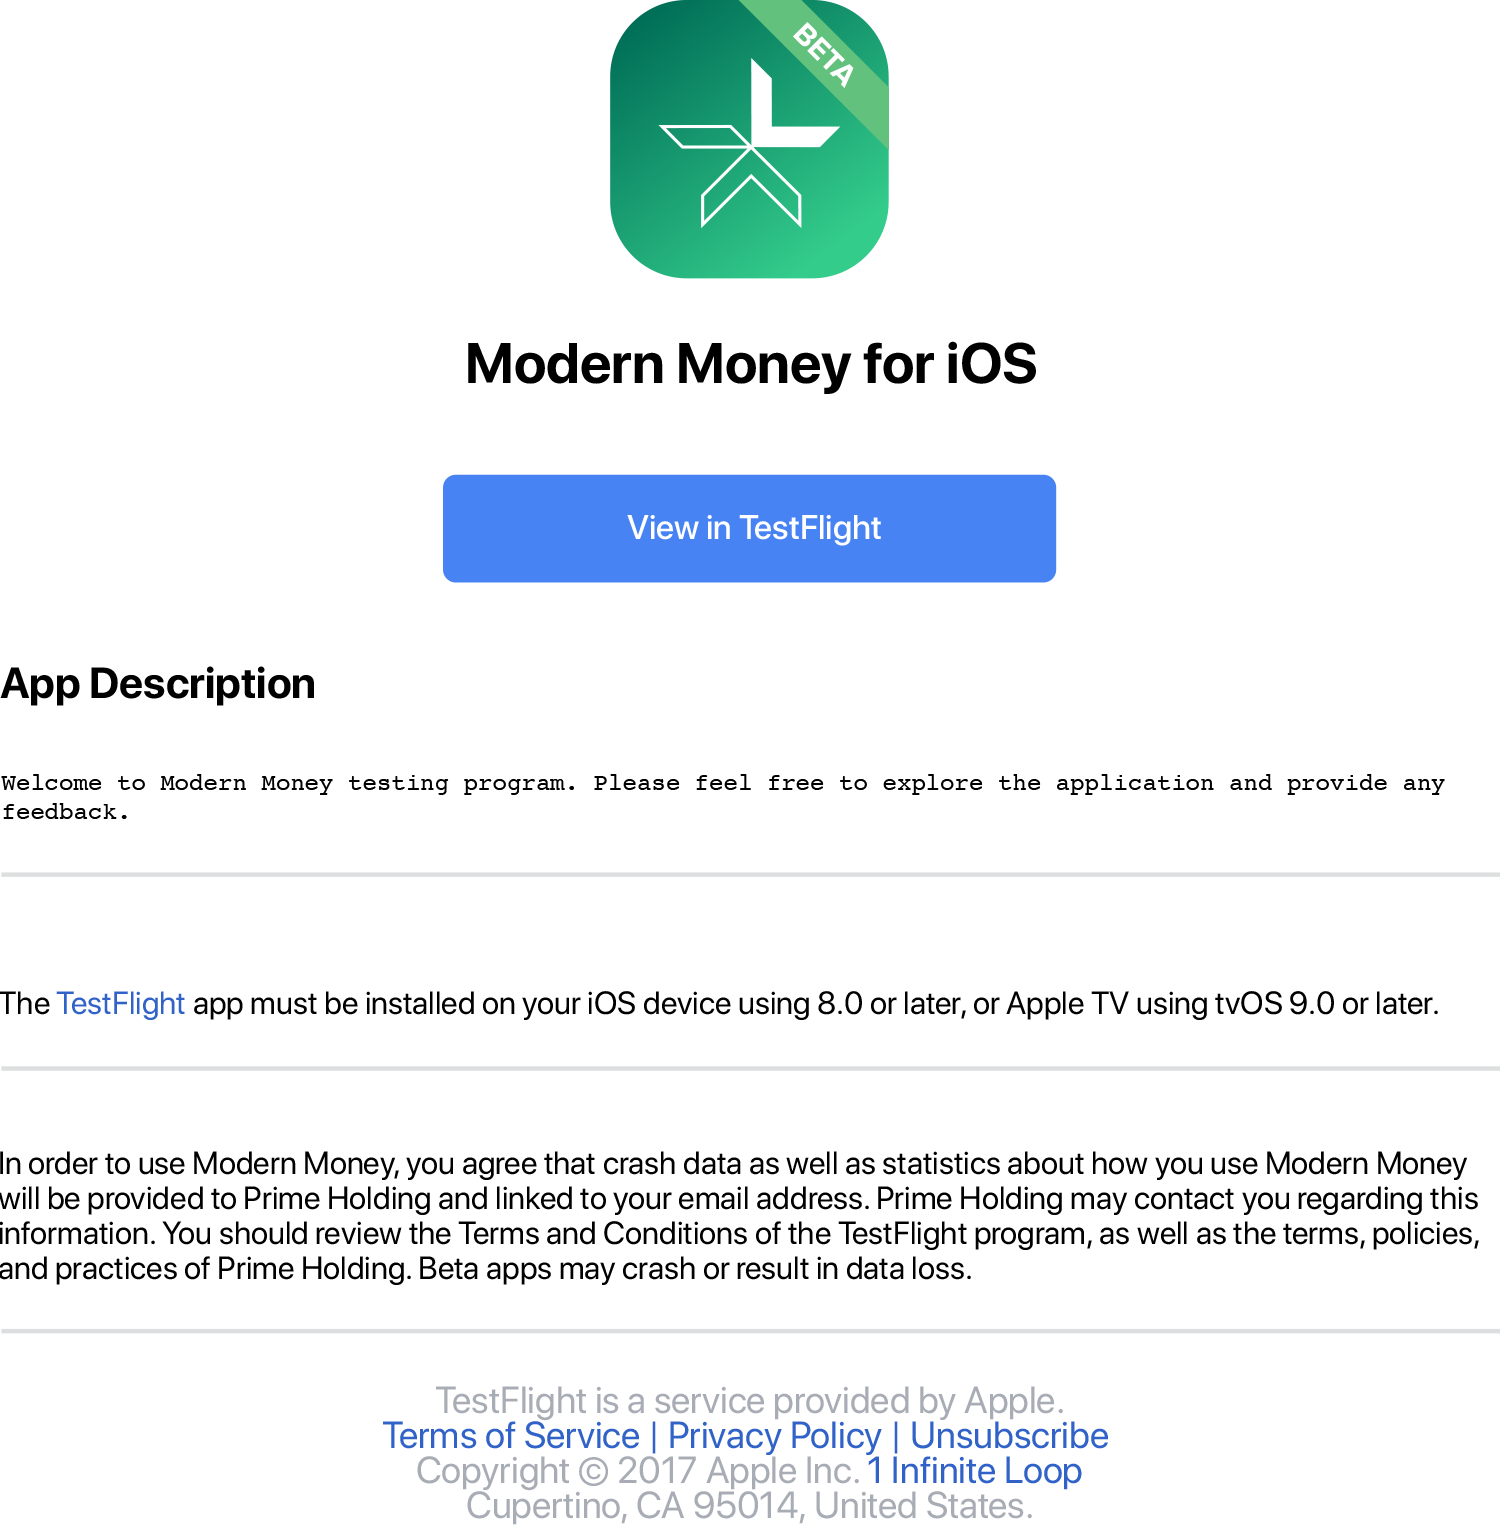 BETA
Modern Money for iOS
View in TestFlight
App Description
Welcome to Modern Money testing program. Please feel free to explore the application and provide any
feedback.
The TestFlight app must be installed on your iOS device using 8.0 or later, or Apple TV using tvOS 9.0 or later.
In order to use Modern Money, you agree that crash data as well as statistics about how you use Modern Money
will be provided to Prime Holding and linked to your email address. Prime Holding may contact you regarding this
information. You should review the Terms and Conditions of the TestFlight program, as well as the terms, policies,
and practices of Prime Holding. Beta apps may crash or result in data loss.
TestFlight is a service provided by Apple.
Terms of Service | Privacy Policy | Unsubscribe
Copyright © 2017 Apple Inc. 1 Infinite Loop
Cupertino, CA 95014, United States.